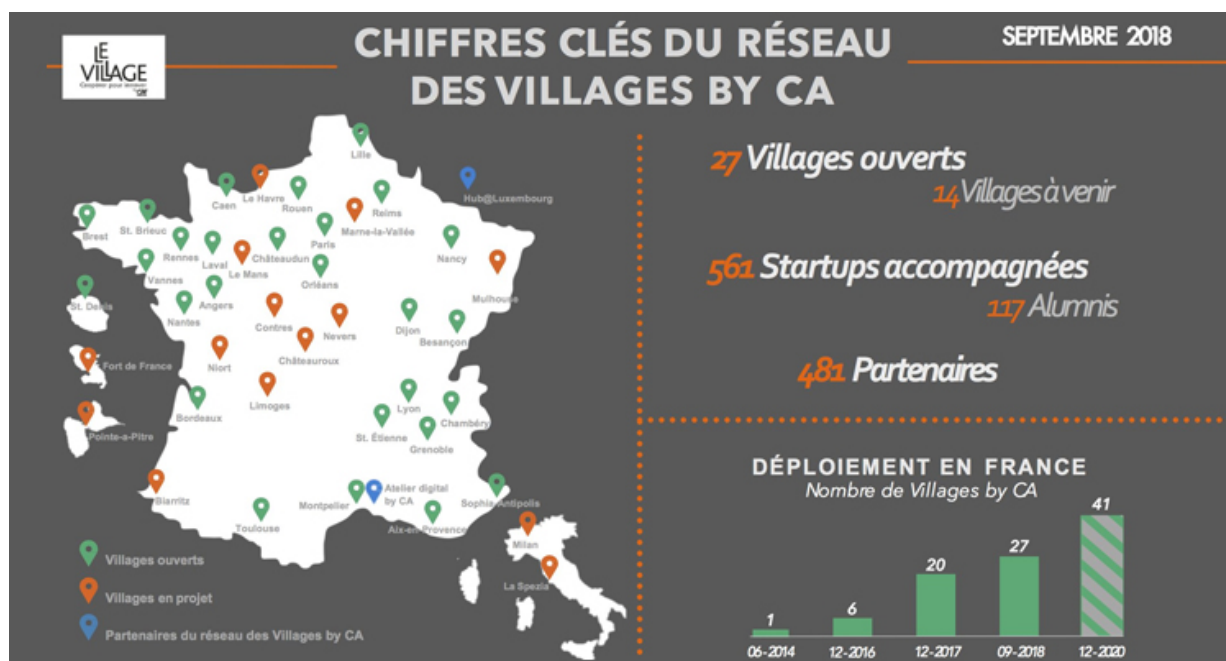 LE
VILLAGE
CHIFFRES CLÉS DU RÉSEAU
DES VILLAGES BY CA
SEPTEMBRE 2018
Lille
Hub@Luxembourg
Caen
Le Havre
Rouen
Reims
Brest
St. Brieuc
Paris
Marne-la-Vallée
Rennes
Laval
Le Mans
Châteaudun
Nancy
Vannes
Orléans
Mulhouse
St. Denis
Angers
Nantes
Contres
Nevers
Dijon
Besançon
Châteauroux
Fort de France
Niort
Limoges
Bordeaux
Lyon
Chambéry
Pointe-a-Pitre
St. Étienne
Grenoble
Biarritz
Montpelier
Atelier digital
by CA
Sophia-Antipolis
Toulouse
Aix-en-Provence
Milan
La Spezia
Villages ouverts
Villages en projet
Partenaires du réseau des Villages by CA
27 Villages ouverts
14 Villages à venir
561 Startups accompagnées
117 Alumnis
481 Partenaires
DÉPLOIEMENT EN FRANCE
Nombre de Villages by CA
1
6
20
27
41
06-2014
12-2016
12-2017
09-2018
12-2020